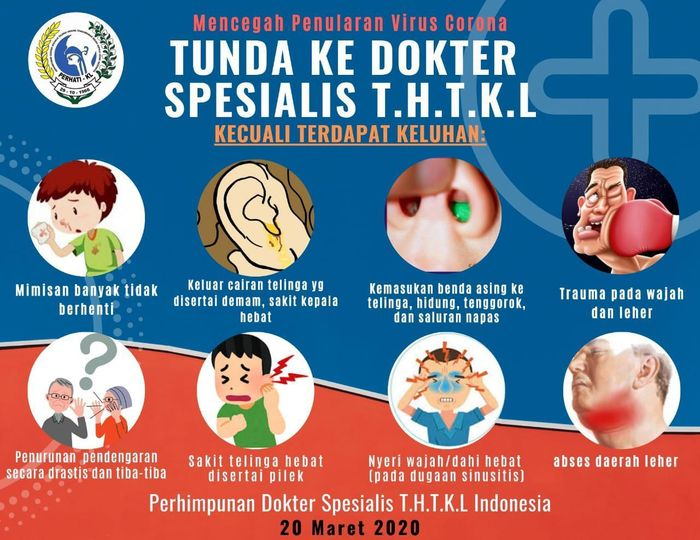 Mencegah Penularan Virus Corona
TUNDA KE DOKTER
SPESIALIS T.H.T.K.L
KECUALI TERDAPAT KELUHAN:
PERHATI-KL
29-10-1966
Mimisan banyak tidak
berhenti
Keluar cairan telinga yg
disertai demam, sakit kepala
hebat
Kemasukan benda asing ke
telinga, hidung, tenggorok,
dan saluran napas
Trauma pada wajah
dan leher
?
Penurunan pendengaran
secara drastis dan tiba-tiba
Sakit telinga hebat
disertai pilek
Nyeri wajah/dahi hebat
(pada dugaan sinusitis)
abses daerah leher
Perhimpunan Dokter Spesialis T.H.T.K.L Indonesia
20 Maret 2020